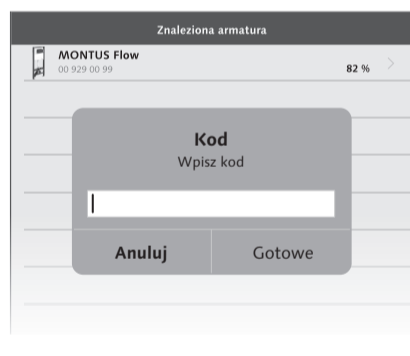 Znaleziona armatura
MONTUS Flow
00 929 00 99
82 %
Kod
Wpisz kod
Anuluj
Gotowe